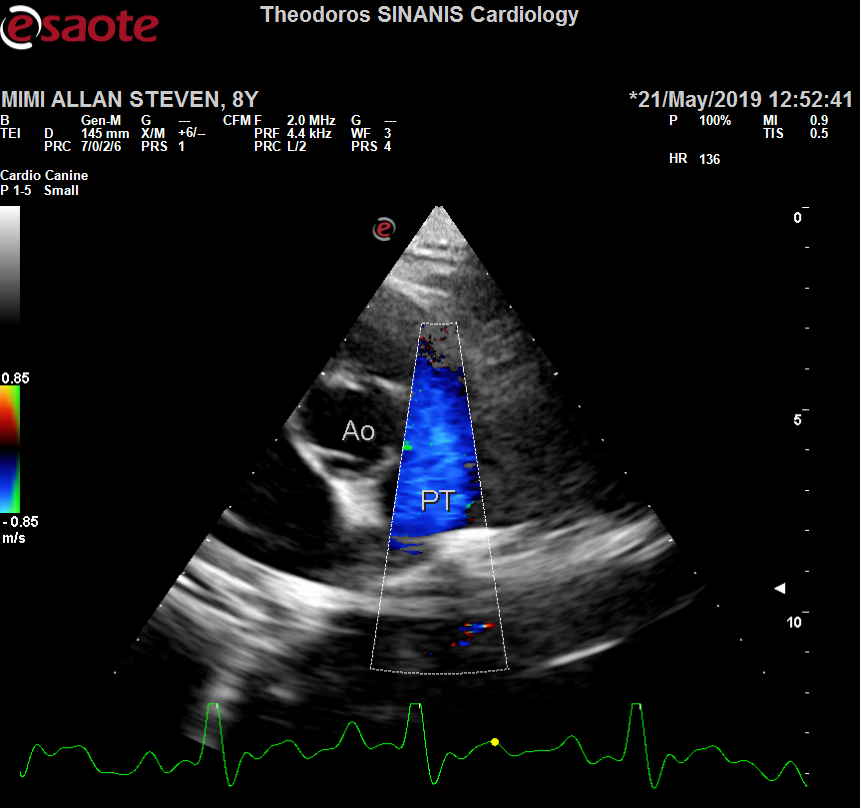 esaote
Theodoros SINANIS Cardiology
MIMI ALLAN STEVEN, 8Y
*21/May/2019 12:52:41
B Gen-M G --- CFM F 2.0 MHz G --- P 100% MI 0.9
TEI D 145 mm X/M +6/-- PRF 4.4 kHz WF 3 TIS 0.5
PRC 7/0/2/6 PRS 1 PRC L/2 PRS 4
HR 136
Cardio Canine
P 1-5 Small
e
0
0.85
5
Ao
PT
-0.85
m/s
10